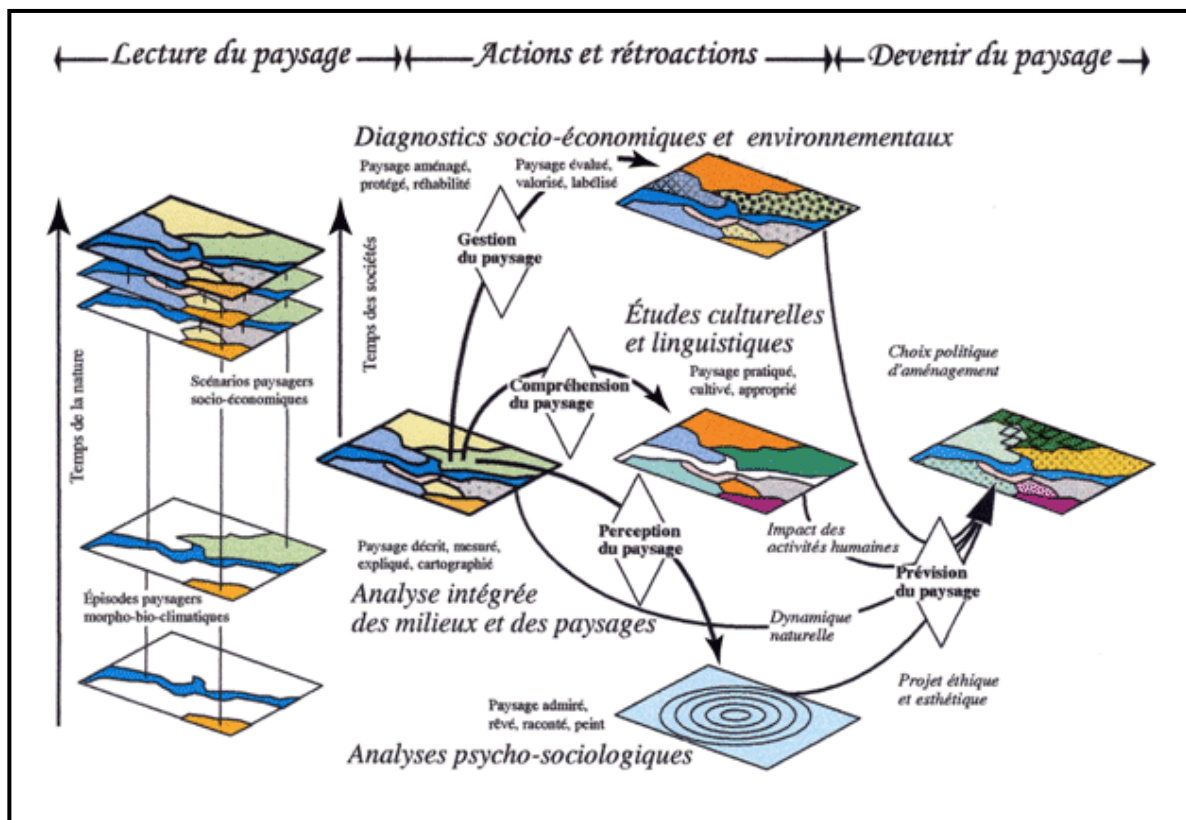 Lecture du paysage
Actions et rétroactions
Devenir du paysage
Diagnostics socio-économiques et environnementaux
Paysage aménagé,
protégé, réhabilité
Paysage évalué,
valorisé, labélisé
Gestion
du paysage
Temps de la nature
Temps des sociétés
Scénarios paysagers
socio-économiques
Études culturelles
et linguistiques
Paysage pratiqué,
cultivé, approprié
Compréhension
du paysage
Choix politique
d'aménagement
Perception
du paysage
Impact des
activités humaines
Prévision
du paysage
Paysage décrit, mesuré,
expliqué, cartographié
Analyse intégrée
des milieux et des paysages
Épisodes paysagers
morpho-bio-climatiques
Dynamique
naturelle
Projet éthique
et esthétique
Paysage admiré,
rêvé, raconté, peint
Analyses psycho-sociologiques